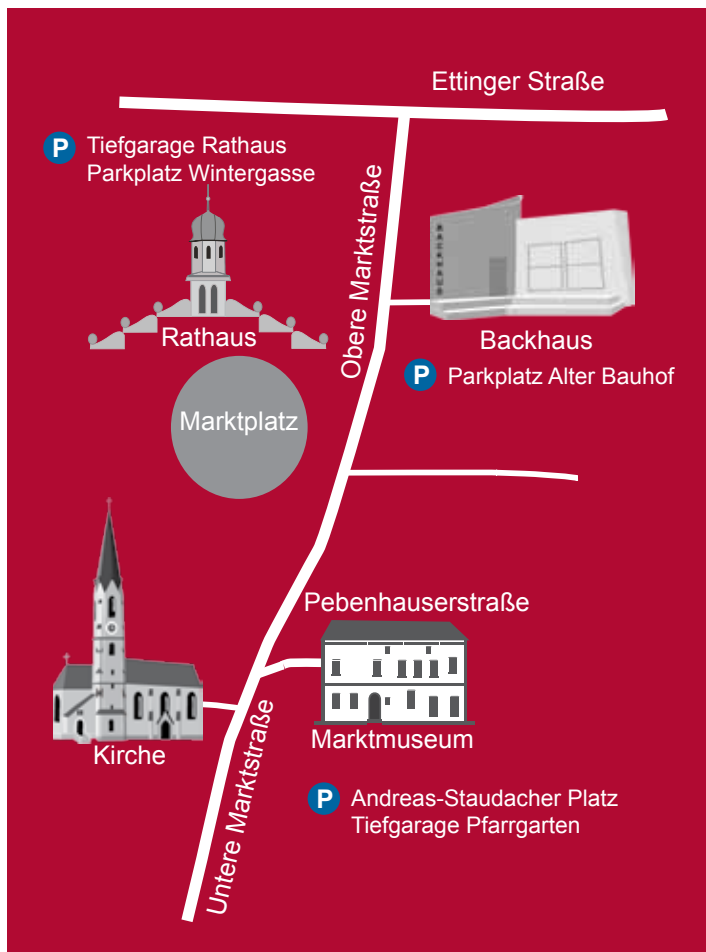 Ettinger Straße
P Tiefgarage Rathaus
Parkplatz Wintergasse
Obere Marktstraße
BACKHAUS
Rathaus
Backhaus
P Parkplatz Alter Bauhof
Marktplatz
Pebenhauserstraße
Marktmuseum
Kirche
Untere Marktstraße
P Andreas-Staudacher Platz
Tiefgarage Pfarrgarten